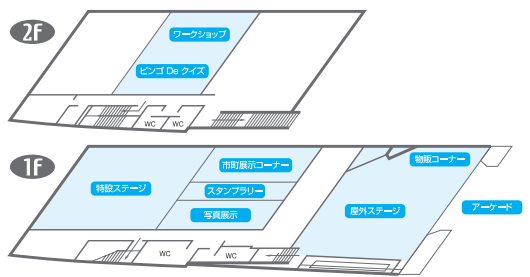 2F
ワークショップ
ビンゴ De クイズ
WC
WC
1F
物販コーナー
市町展示コーナー
特設ステージ
スタンプラリー
アーケード
写真展示
屋外ステージ
WC
WC